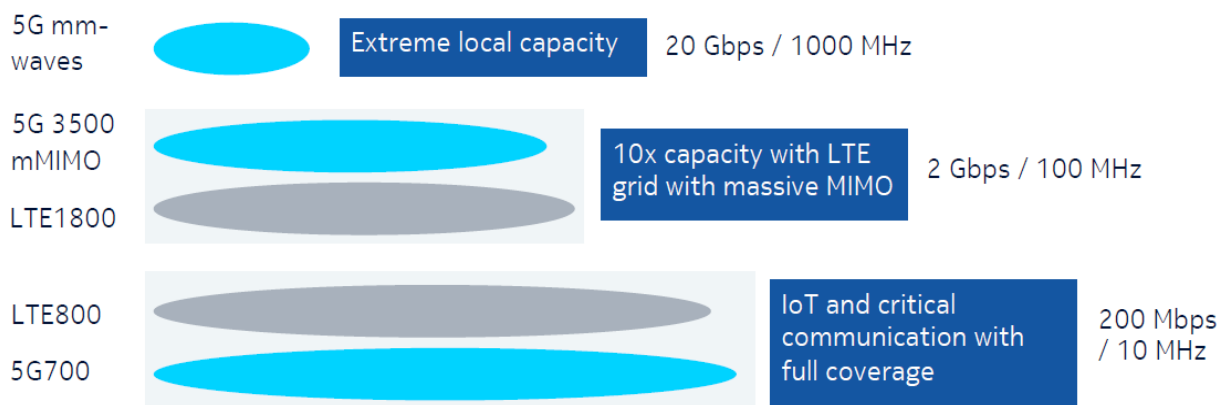 5G mm-
waves
Extreme local capacity
20 Gbps / 1000 MHz
5G 3500
mMIMO
LTE1800
10x capacity with LTE
grid with massive MIMO
2 Gbps / 100 MHz
LTE800
5G700
IoT and critical
communication with
full coverage
200 Mbps
/ 10 MHz